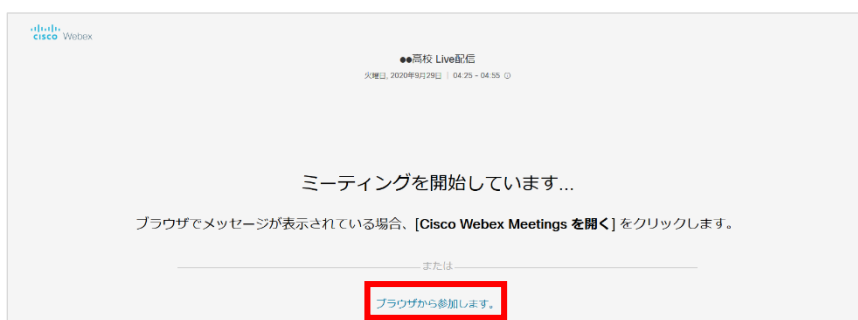 CISCO Webex
●●高校 Live配信
火曜日, 2020年9月29日 | 04:25 - 04:55
ミーティングを開始しています...
ブラウザでメッセージが表示されている場合、[Cisco Webex Meetings を開く] をクリックします。
または
ブラウザから参加します。